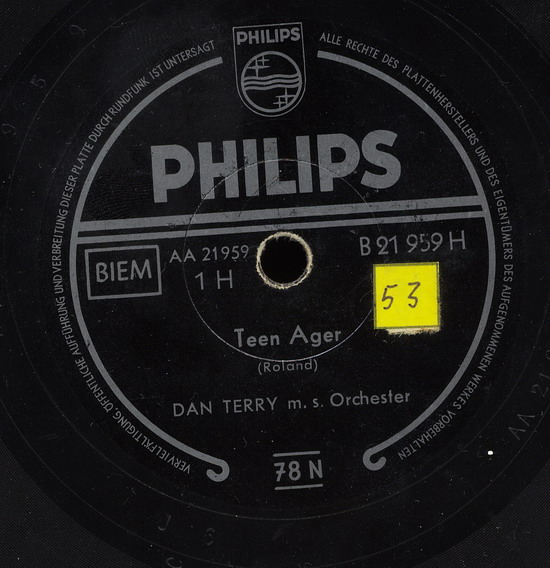 PHILIPS
ALLE RECHTE DES PLATTENHERSTELLERS UND DES EIGENTÜMERS DES AUFGENOMMENEN WERKES VORBEHALTEN
VERVIELFÄLTIGUNG, ÖFFENTLICHE AUFFÜHRUNG UND VERBREITUNG DIESER PLATTE DURCH RUNDFUNK IST UNTERSAGT
PHILIPS
BIEM
AA 21959
1 H
B 21 959 H
53
Teen Ager
(Roland)
DAN TERRY m. s. Orchester
78 N